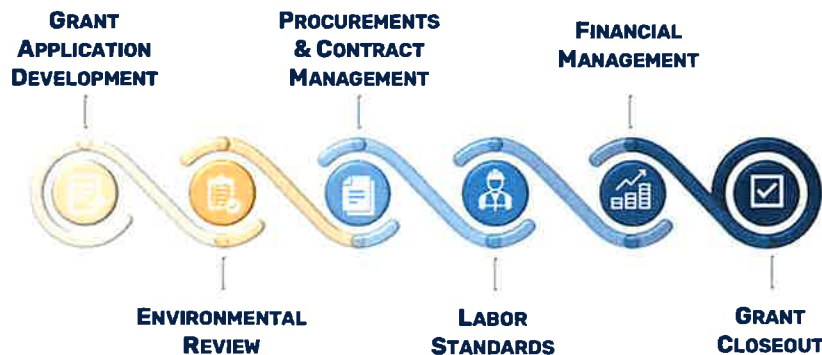 GRANT
APPLICATION
DEVELOPMENT
PROCUREMENTS
& CONTRACT
MANAGEMENT
FINANCIAL
MANAGEMENT
ENVIRONMENTAL
REVIEW
LABOR
STANDARDS
GRANT
CLOSEOUT